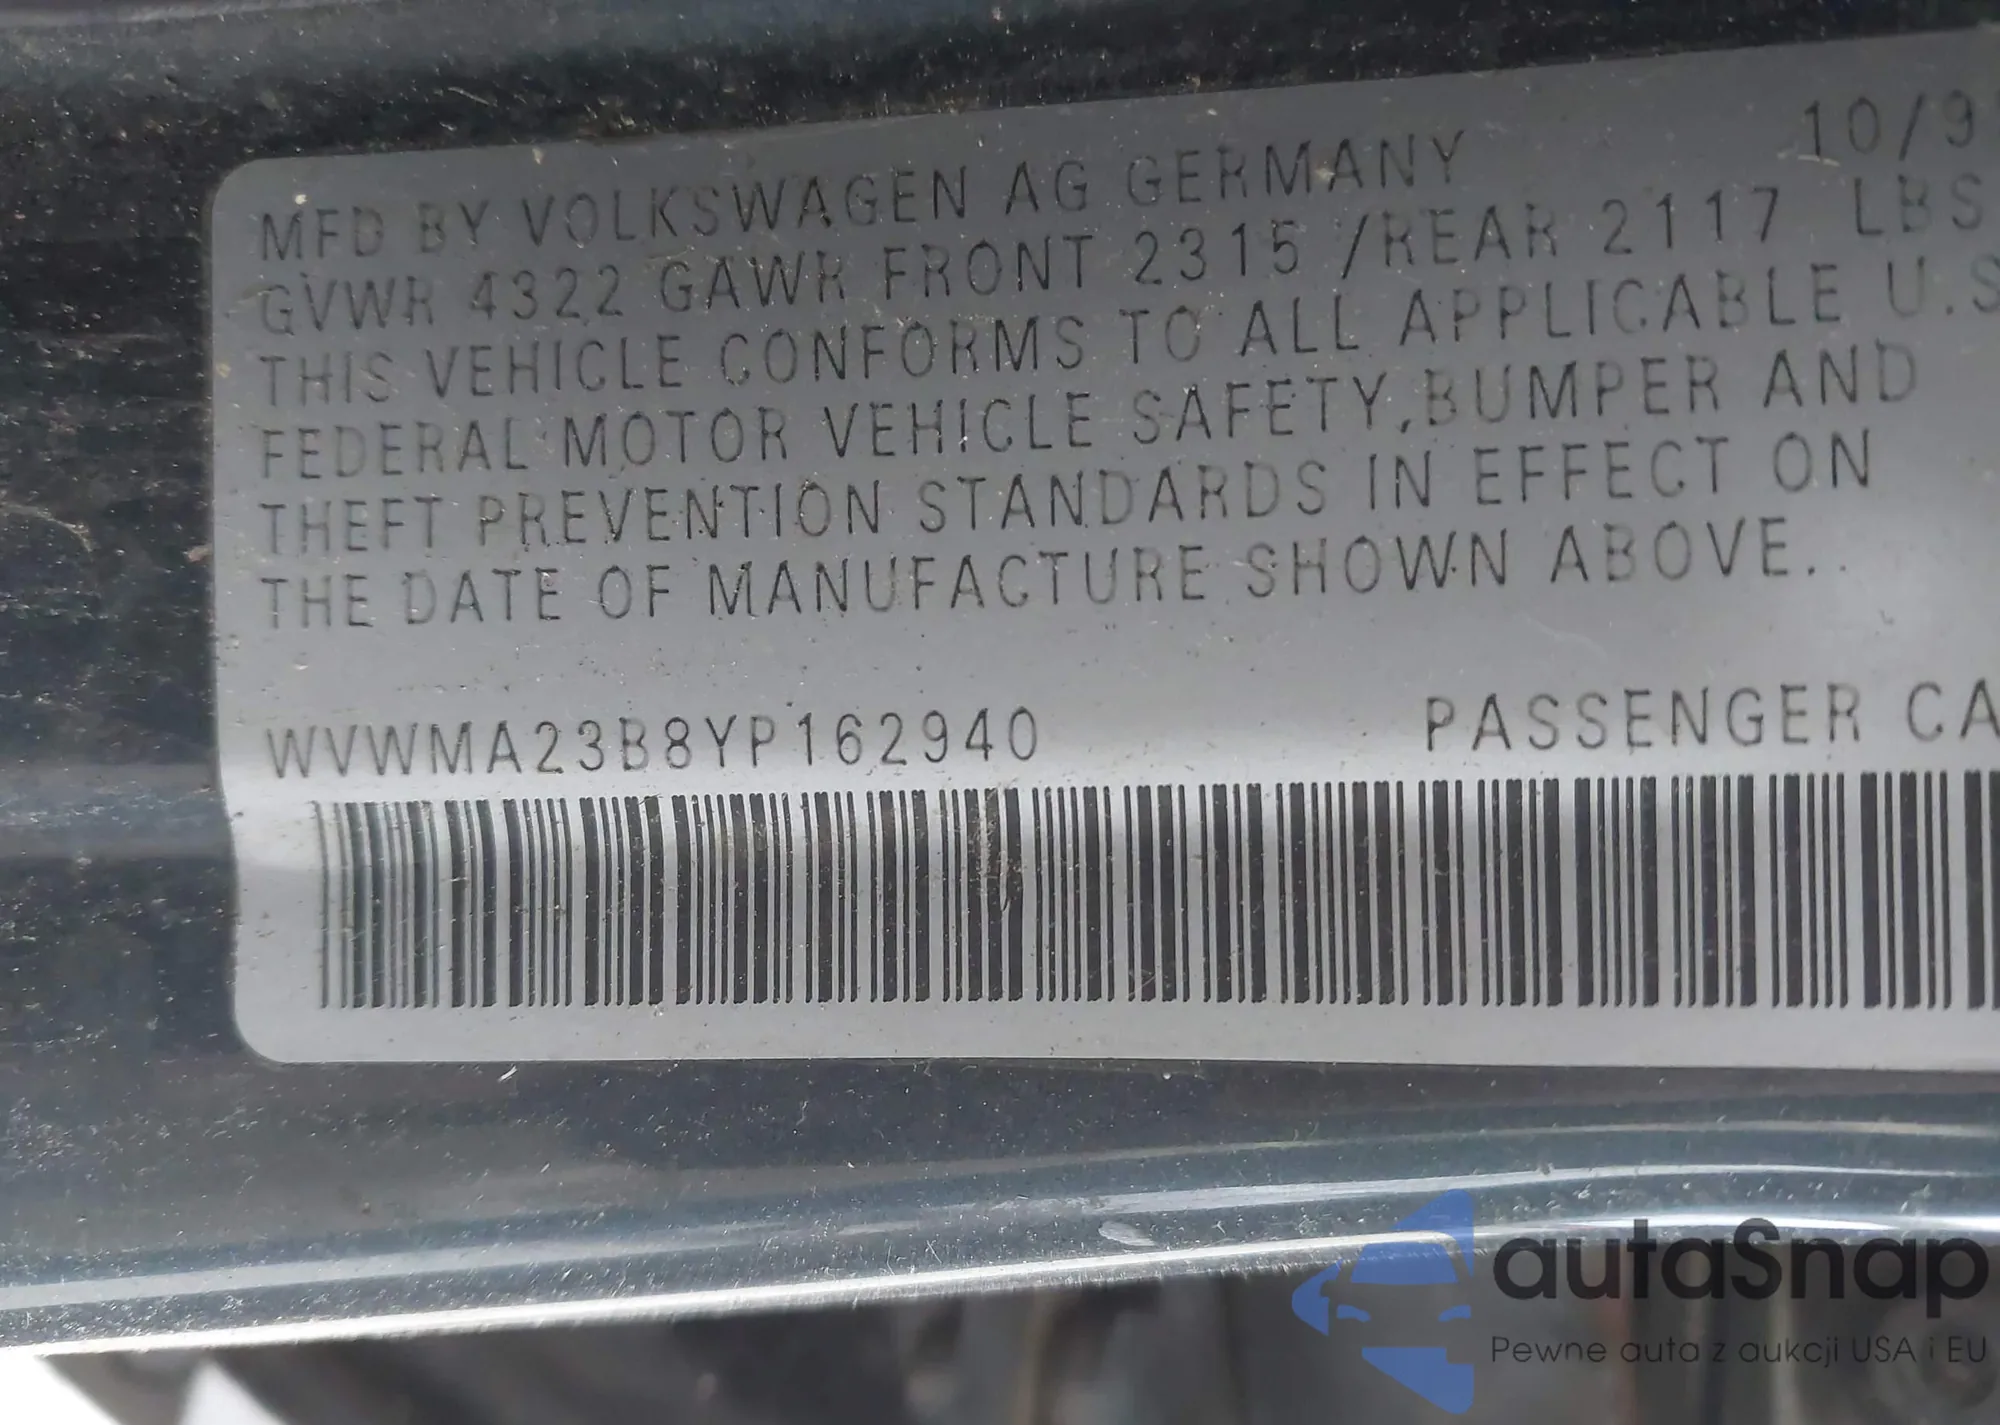 MFD BY VOLKSWAGEN AG GERMANY 10/9
GVWR 4322 GAWR FRONT 2315 /REAR 2117 LBS
THIS VEHICLE CONFORMS TO ALL APPLICABLE U.S
FEDERAL MOTOR VEHICLE SAFETY,BUMPER AND
THEFT PREVENTION STANDARDS IN EFFECT ON
THE DATE OF MANUFACTURE SHOWN ABOVE.
WVWMA23B8YP162940 PASSENGER CA
autaSnap
Pewne auta z aukcji USA i EU